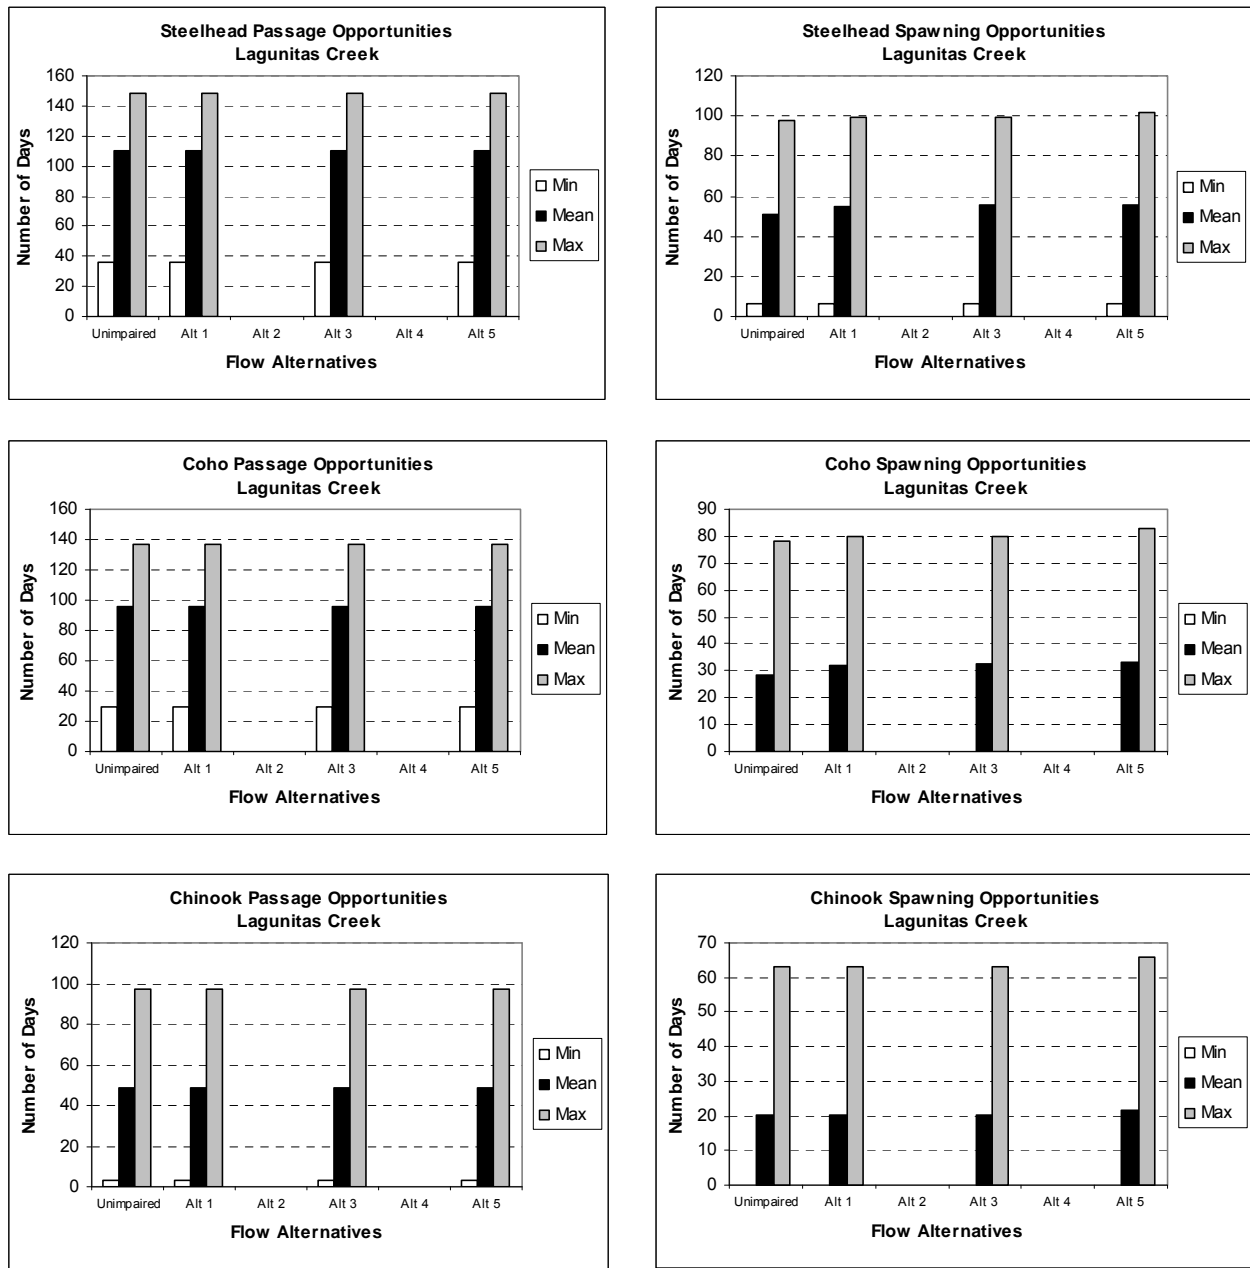 Steelhead Passage Opportunities
Lagunitas Creek
160
140
120
100
80
60
40
20
0
Number of Days
Unimpaired Alt 1 Alt 2 Alt 3 Alt 4 Alt 5
Flow Alternatives
Min
Mean
Max
Steelhead Spawning Opportunities
Lagunitas Creek
120
100
80
60
40
20
0
Number of Days
Unimpaired Alt 1 Alt 2 Alt 3 Alt 4 Alt 5
Flow Alternatives
Min
Mean
Max
Coho Passage Opportunities
Lagunitas Creek
160
140
120
100
80
60
40
20
0
Number of Days
Unimpaired Alt 1 Alt 2 Alt 3 Alt 4 Alt 5
Flow Alternatives
Min
Mean
Max
Coho Spawning Opportunities
Lagunitas Creek
90
80
70
60
50
40
30
20
10
0
Number of Days
Unimpaired Alt 1 Alt 2 Alt 3 Alt 4 Alt 5
Flow Alternatives
Min
Mean
Max
Chinook Passage Opportunities
Lagunitas Creek
120
100
80
60
40
20
0
Number of Days
Unimpaired Alt 1 Alt 2 Alt 3 Alt 4 Alt 5
Flow Alternatives
Min
Mean
Max
Chinook Spawning Opportunities
Lagunitas Creek
70
60
50
40
30
20
10
0
Number of Days
Unimpaired Alt 1 Alt 2 Alt 3 Alt 4 Alt 5
Flow Alternatives
Min
Mean
Max